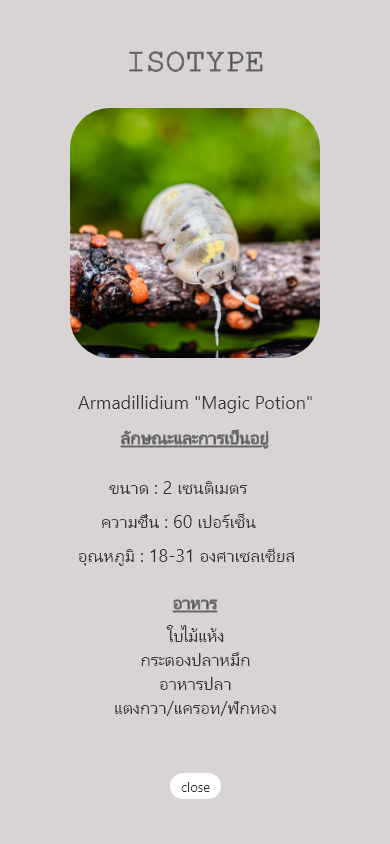 ISOTYPE
Armadillidium "Magic Potion"
ลักษณะและการเป็นอยู่
ขนาด : 2 เซนติเมตร
ความชืน : 60 เปอร์เซ็น
อุณหภูมิ : 18-31 องศาเซลเซียส
อาหาร
ใบไม้แห้ง
กระดองปลาหมึก
อาหารปลา
แตงกวา/แครอท/ฟักทอง
close